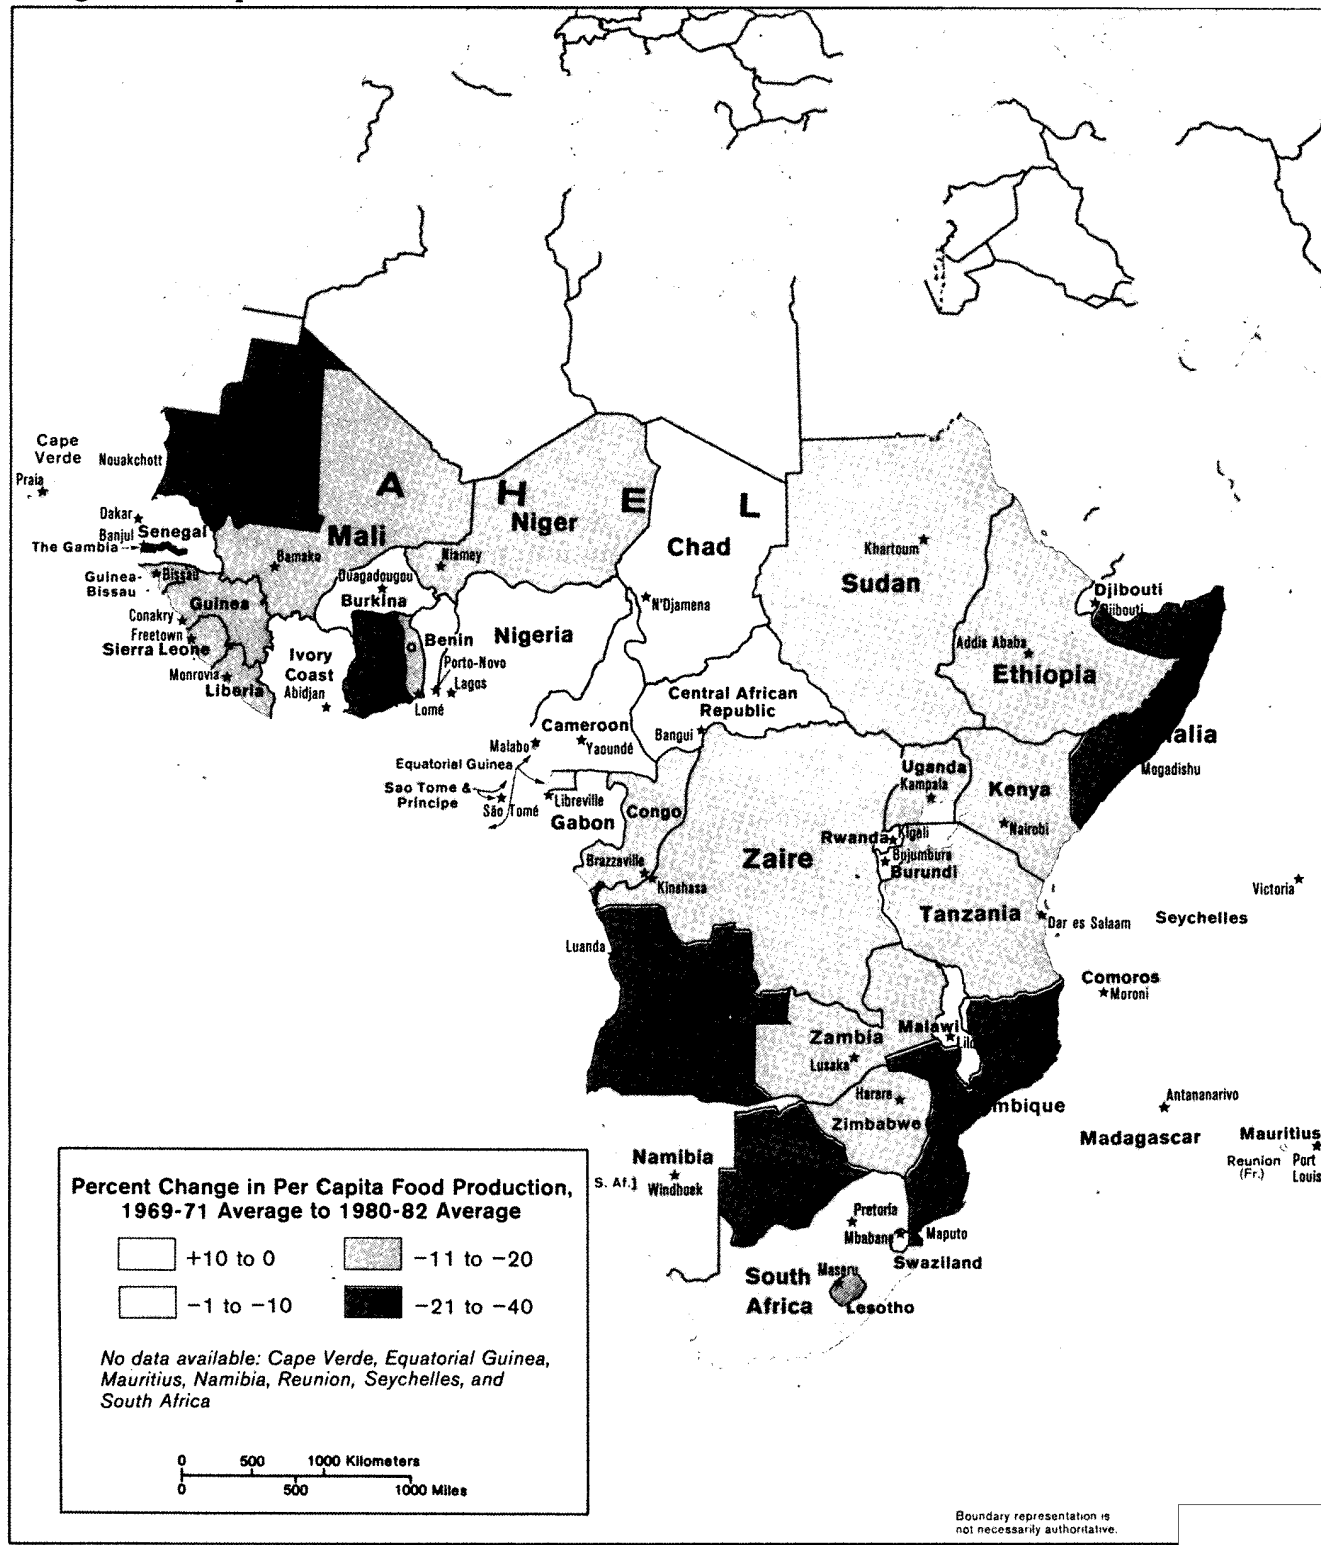 Cape
Verde
Praia
Nouakchott
Dakar
Banjul
Senegal
The Gambia
Guinea-
Bissau
Bissau
Conakry
Guinea
Freetown
Sierra Leone
Monrovia
Liberia
A H E L
Mali
Bamako
Niger
Niamey
Ouagadougou
Burkina
Ivory
Coast
Abidjan
Benin
Porto-Novo
Lagos
Lomé
Nigeria
Chad
N'Djamena
Khartoum
Sudan
Djibouti
Djibouti
Addis Ababa
Ethiopia
alia
Mogadishu
Central African
Republic
Bangui
Cameroon
Yaoundé
Malabo
Equatorial Guinea
Sao Tome &
Principe
São Tomé
Libreville
Gabon
Congo
Brazzaville
Kinshasa
Zaire
Uganda
Kampala
Kenya
Nairobi
Rwanda
Kigali
Bujumbura
Burundi
Tanzania
Dar es Salaam
Victoria
Seychelles
Luanda
Comoros
Moroni
Malawi
Lilo
Zambia
Lusaka
Harare
Zimbabwe
mbique
Antananarivo
Madagascar
Mauritius
Reunion
(Fr.)
Port
Louis
Namibia
S. Af.]
Windhoek
Pretoria
Mbabane
Maputo
Swaziland
South
Africa
Maseru
Lesotho
Percent Change in Per Capita Food Production,
1969-71 Average to 1980-82 Average
+10 to 0
-11 to -20
-1 to -10
-21 to -40
No data available: Cape Verde, Equatorial Guinea,
Mauritius, Namibia, Reunion, Seychelles, and
South Africa
0 500 1000 Kilometers
0 500 1000 Miles
Boundary representation is
not necessarily authoritative.